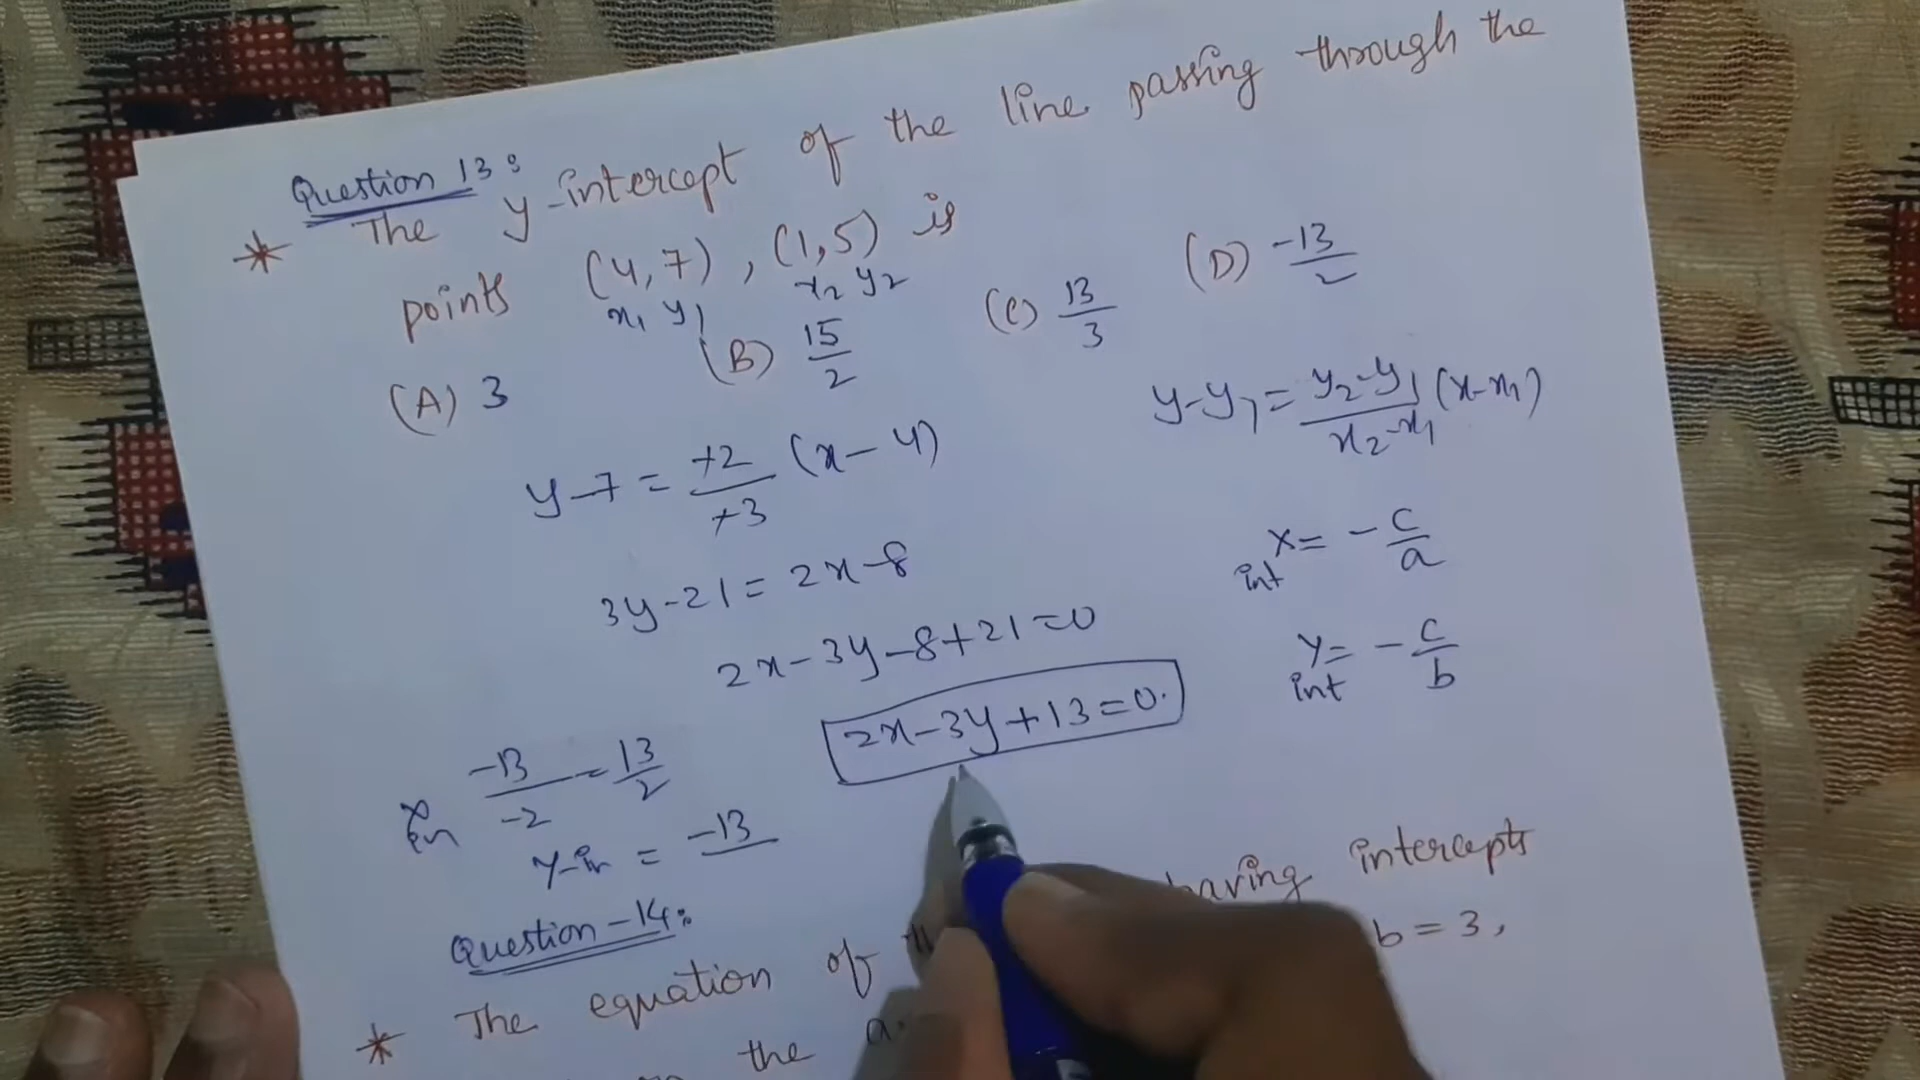 Question 13:
* The y-intercept of the line passing through the
points (4,7), (1,5) is
x1 y1 x2 y2
(A) 3 (B) 15/2 (C) 13/3 (D) -13/2
y-y1 = y2-y1/x2-x1 (x-x1)
y-7 = +2/+3 (x-4)
3y-21 = 2x-8
x int = -c/a
2x-3y-8+21=0
y int = -c/b
2x-3y+13=0.
x in -13/-2 = 13/2
y-in = -13
Question-14:
* The equation of having intercepts
the a b=3,